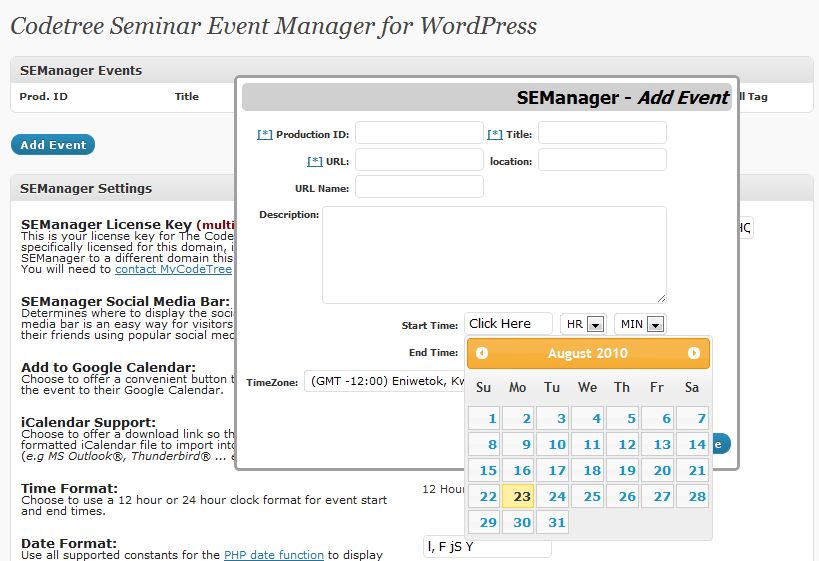 Codetree Seminar Event Manager for WordPress
SEManager Events
Prod. ID Title ll Tag
Add Event
SEManager - Add Event
[*] Production ID: [*] Title:
[*] URL: location:
URL Name:
Description:
Start Time: Click Here HR MIN
End Time:
TimeZone: (GMT -12:00) Eniwetok, Kw
August 2010
Su Mo Tu We Th Fr Sa
1 2 3 4 5 6 7
8 9 10 11 12 13 14
15 16 17 18 19 20 21
22 23 24 25 26 27 28
29 30 31
e
SEManager Settings
SEManager License Key (multi
This is your license key for The Code
specifically licensed for this domain, i
SEManager to a different domain this
You will need to contact MyCodeTree
HQ
SEManager Social Media Bar:
Determines where to display the soci
media bar is an easy way for visitors
their friends using popular social med
Add to Google Calendar:
Choose to offer a convenient button t
the event to their Google Calendar.
iCalendar Support:
Choose to offer a download link so th
formatted iCalendar file to import into
(e.g MS Outlook®, Thunderbird® ... e
Time Format:
Choose to use a 12 hour or 24 hour clock format for event start
and end times.
12 Hou
Date Format:
Use all supported constants for the PHP date function to display
l, F jS Y